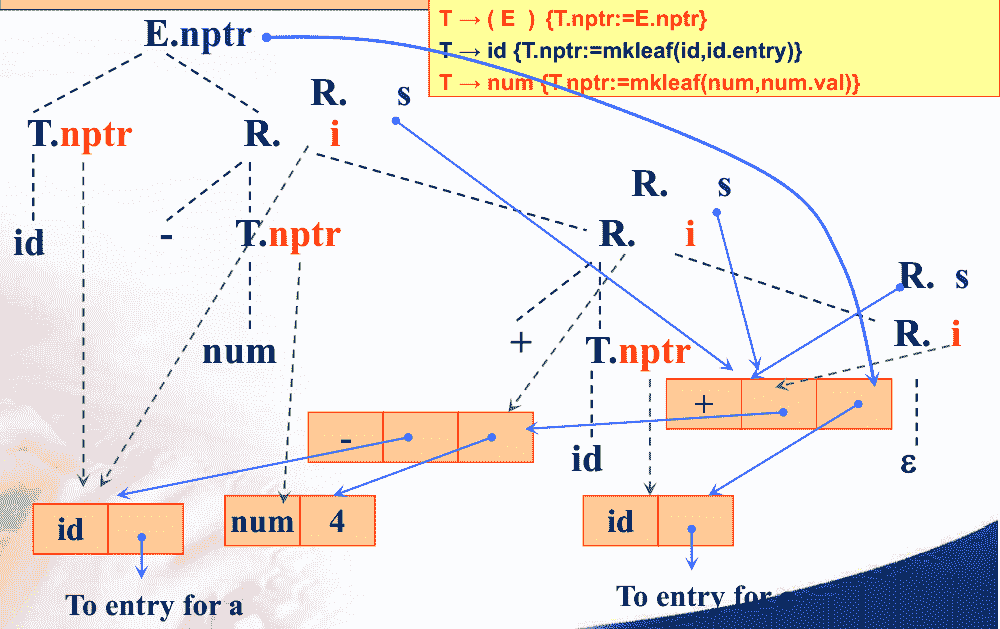 T → ( E ) {T.nptr:=E.nptr}
T → id {T.nptr:=mkleaf(id,id.entry)}
T → num {T.nptr:=mkleaf(num,num.val)}
E.nptr
R. s
T.nptr R. i
R. s
id - T.nptr R. i
R. s
num + T.nptr R. i
+
- id ε
id num 4 id
To entry for a To entry for